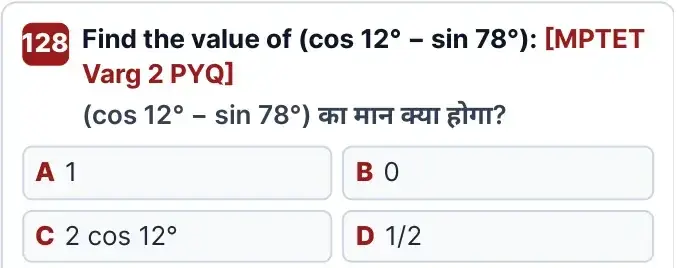 128 Find the value of (cos 12° – sin 78°): [MPTET
Varg 2 PYQ]
(cos 12° – sin 78°) का मान क्या होगा?
A 1
B 0
C 2 cos 12°
D 1/2